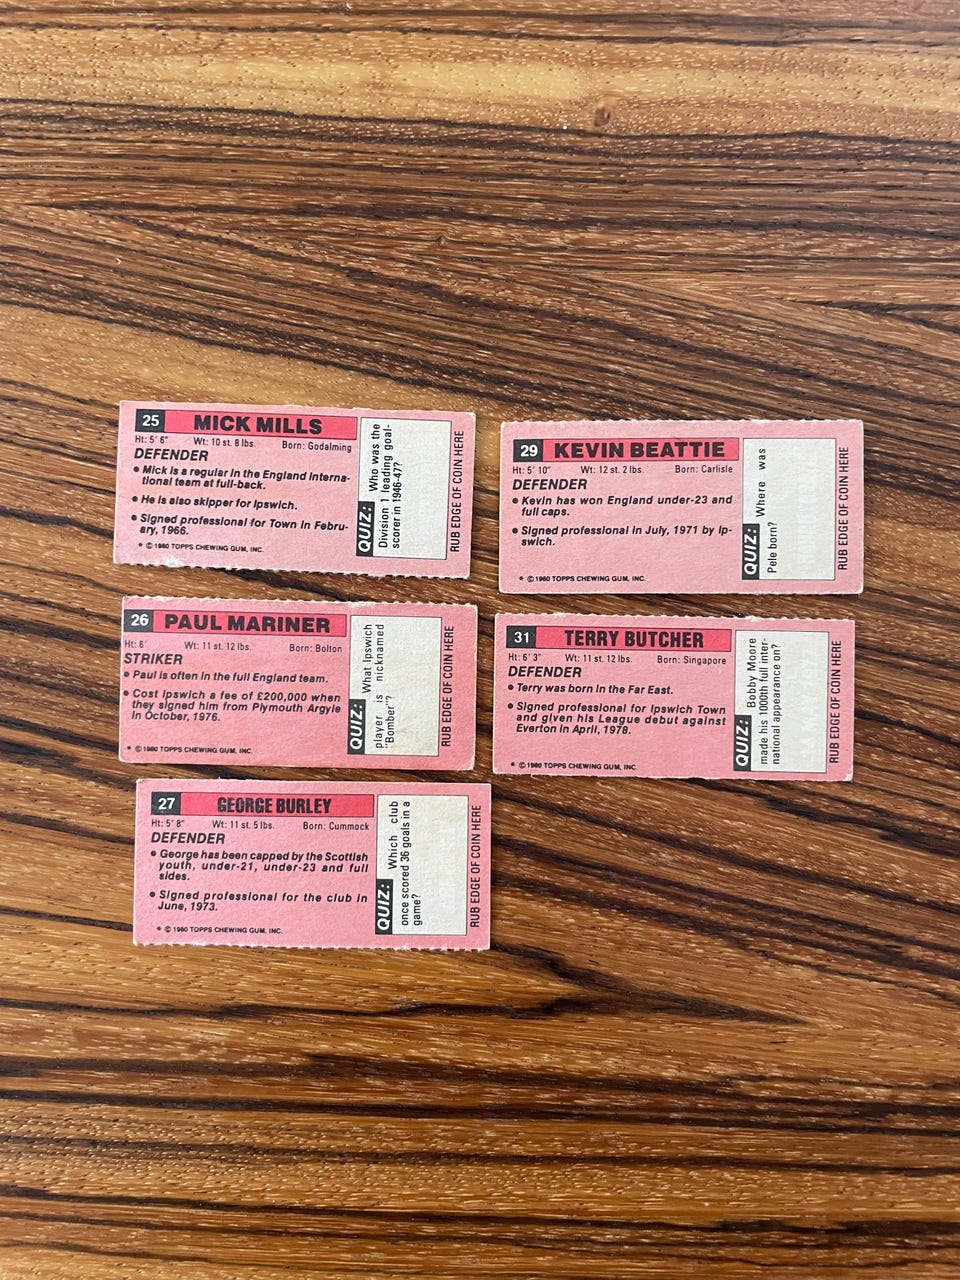 25 MICK MILLS
Ht: 5' 6" Wt: 10 st. 8 lbs. Born: Godalming
DEFENDER
• Mick is a regular in the England interna-
tional team at full-back.
• He is also skipper for Ipswich.
• Signed professional for Town in Febru-
ary, 1966.
* © 1980 TOPPS CHEWING GUM, INC.
QUIZ: Who was the
Division 1 leading goal-
scorer in 1946-47?
RUB EDGE OF COIN HERE
29 KEVIN BEATTIE
Ht: 5' 10" Wt: 12 st. 2 lbs. Born: Carlisle
DEFENDER
• Kevin has won England under-23 and
full caps.
• Signed professional in July, 1971 by Ip-
swich.
* © 1980 TOPPS CHEWING GUM, INC.
QUIZ: Where was
Pele born?
RUB EDGE OF COIN HERE
26 PAUL MARINER
Ht: 6' Wt: 11 st. 12 lbs. Born: Bolton
STRIKER
• Paul is often in the full England team.
• Cost Ipswich a fee of £200,000 when
they signed him from Plymouth Argyle
in October, 1976.
* © 1980 TOPPS CHEWING GUM, INC.
QUIZ: What Ipswich
player is nicknamed
"Bomber"?
RUB EDGE OF COIN HERE
31 TERRY BUTCHER
Ht: 6' 3" Wt: 11 st. 12 lbs. Born: Singapore
DEFENDER
• Terry was born in the Far East.
• Signed professional for Ipswich Town
and given his League debut against
Everton in April, 1978.
* © 1980 TOPPS CHEWING GUM, INC.
QUIZ: Bobby Moore
made his 1000th full inter-
national appearance on?
RUB EDGE OF COIN HERE
27 GEORGE BURLEY
Ht: 5' 8" Wt: 11 st. 5 lbs. Born: Cummock
DEFENDER
• George has been capped by the Scottish
youth, under-21, under-23 and full
sides.
• Signed professional for the club in
June, 1973.
* © 1980 TOPPS CHEWING GUM, INC.
QUIZ: Which club
once scored 36 goals in a
game?
RUB EDGE OF COIN HERE